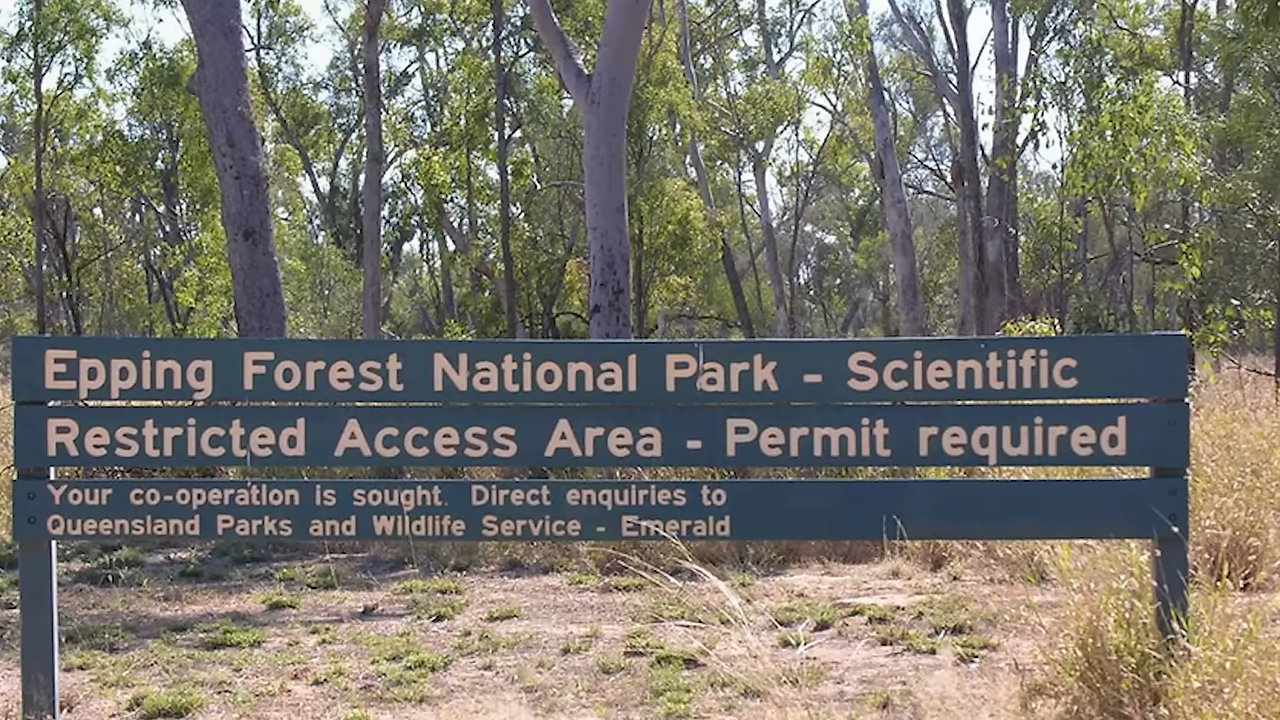 Epping Forest National Park - Scientific
Restricted Access Area - Permit required
Your co-operation is sought. Direct enquiries to
Queensland Parks and Wildlife Service - Emerald